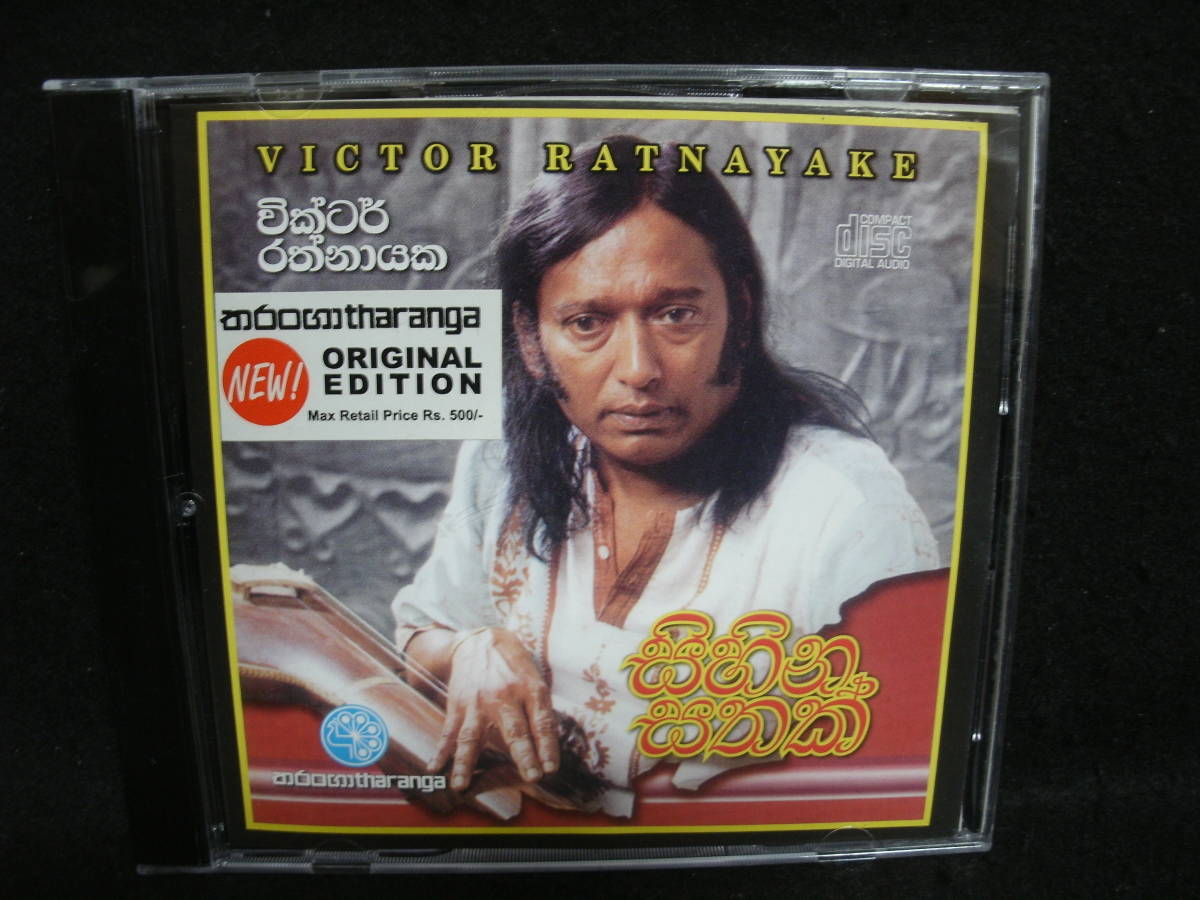 VICTOR RATNAYAKE
වික්ටර්
රත්නායක
COMPACT
disc
DIGITAL AUDIO
තරංගා tharanga
NEW!
ORIGINAL
EDITION
Max Retail Price Rs. 500/-
සිහින
සතක්
තරංගා tharanga